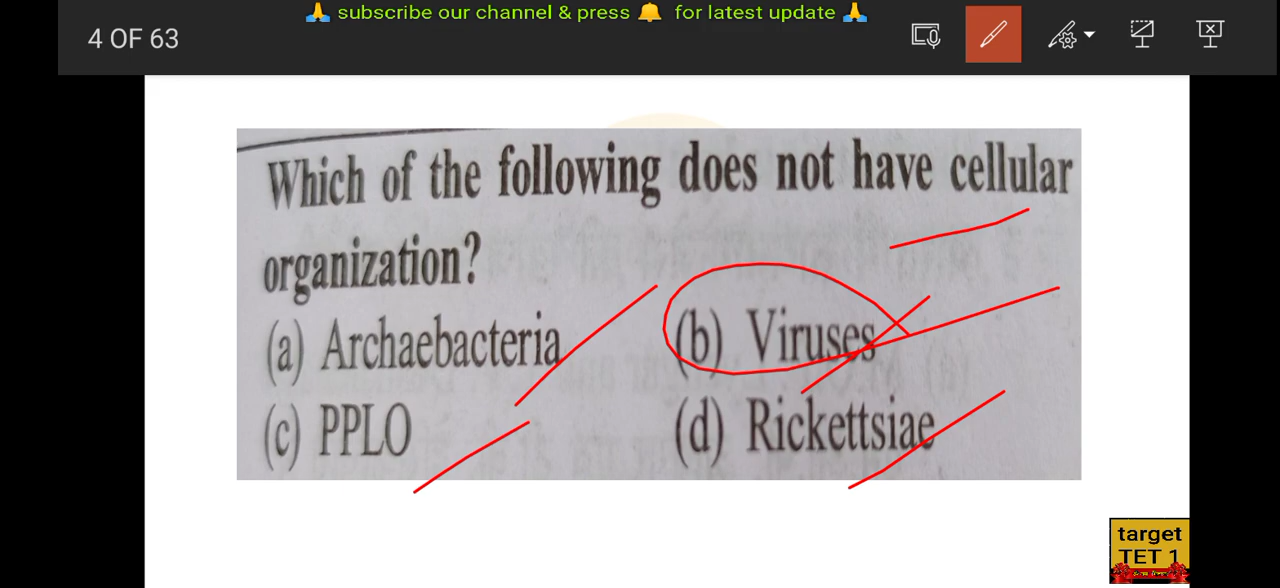 🙏 subscribe our channel & press 🔔 for latest update 🙏
4 OF 63
Which of the following does not have cellular
organization?
(a) Archaebacteria (b) Viruses
(c) PPLO (d) Rickettsiae
target
TET 1